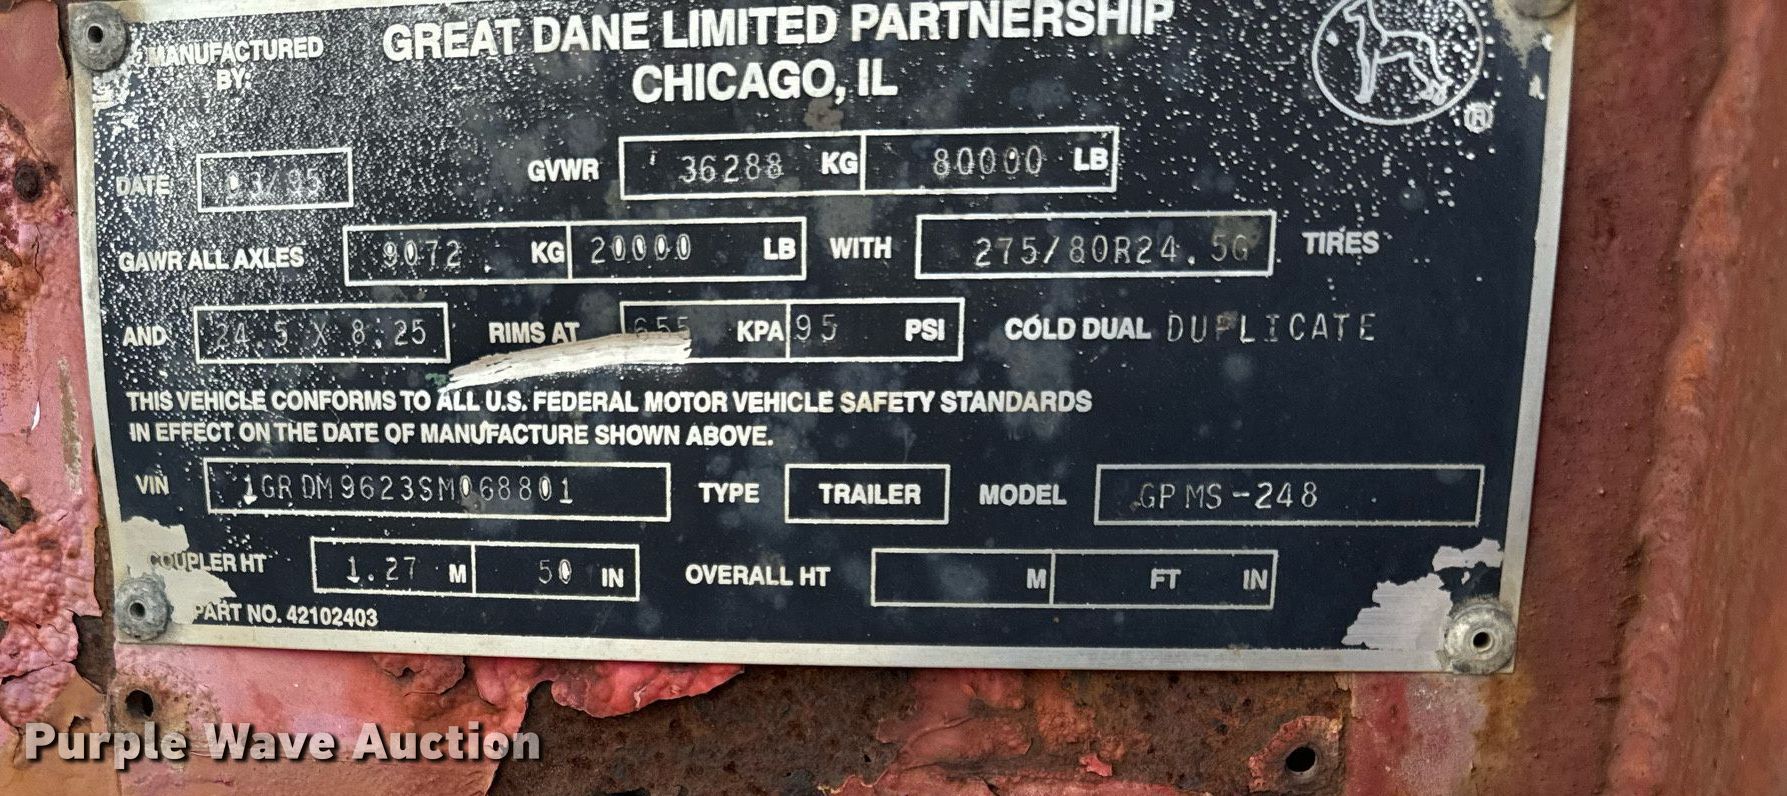 MANUFACTURED BY: GREAT DANE LIMITED PARTNERSHIP
CHICAGO, IL
®
DATE 03/95 GVWR 36288 KG 80000 LB
GAWR ALL AXLES 9072 KG 20000 LB WITH 275/80R24.5G TIRES
AND 24.5 X 8.25 RIMS AT 655 KPA 95 PSI COLD DUAL DUPLICATE
THIS VEHICLE CONFORMS TO ALL U.S. FEDERAL MOTOR VEHICLE SAFETY STANDARDS
IN EFFECT ON THE DATE OF MANUFACTURE SHOWN ABOVE.
VIN 1GRDM9623SM068801 TYPE TRAILER MODEL GPMS-248
COUPLER HT 1.27 M 50 IN OVERALL HT M FT IN
PART NO. 42102403
Purple Wave Auction